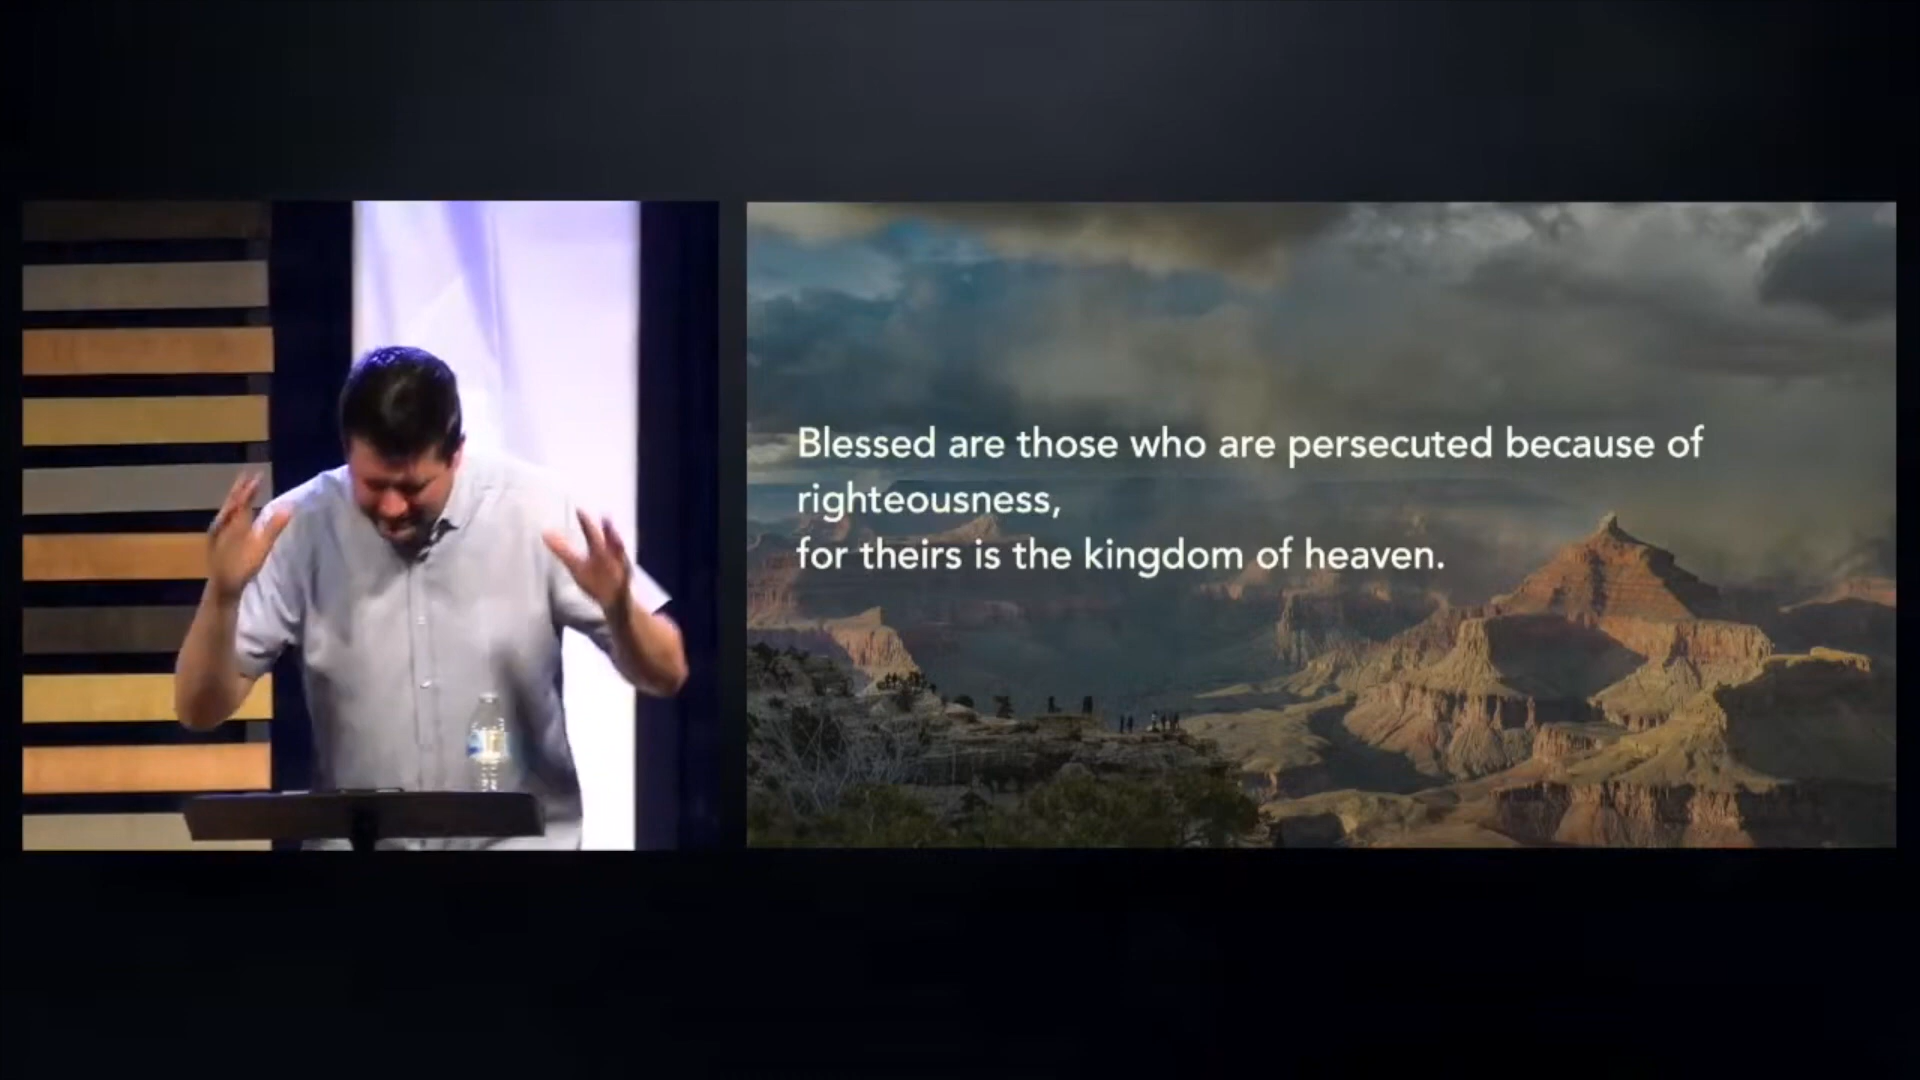 Blessed are those who are persecuted because of
righteousness,
for theirs is the kingdom of heaven.